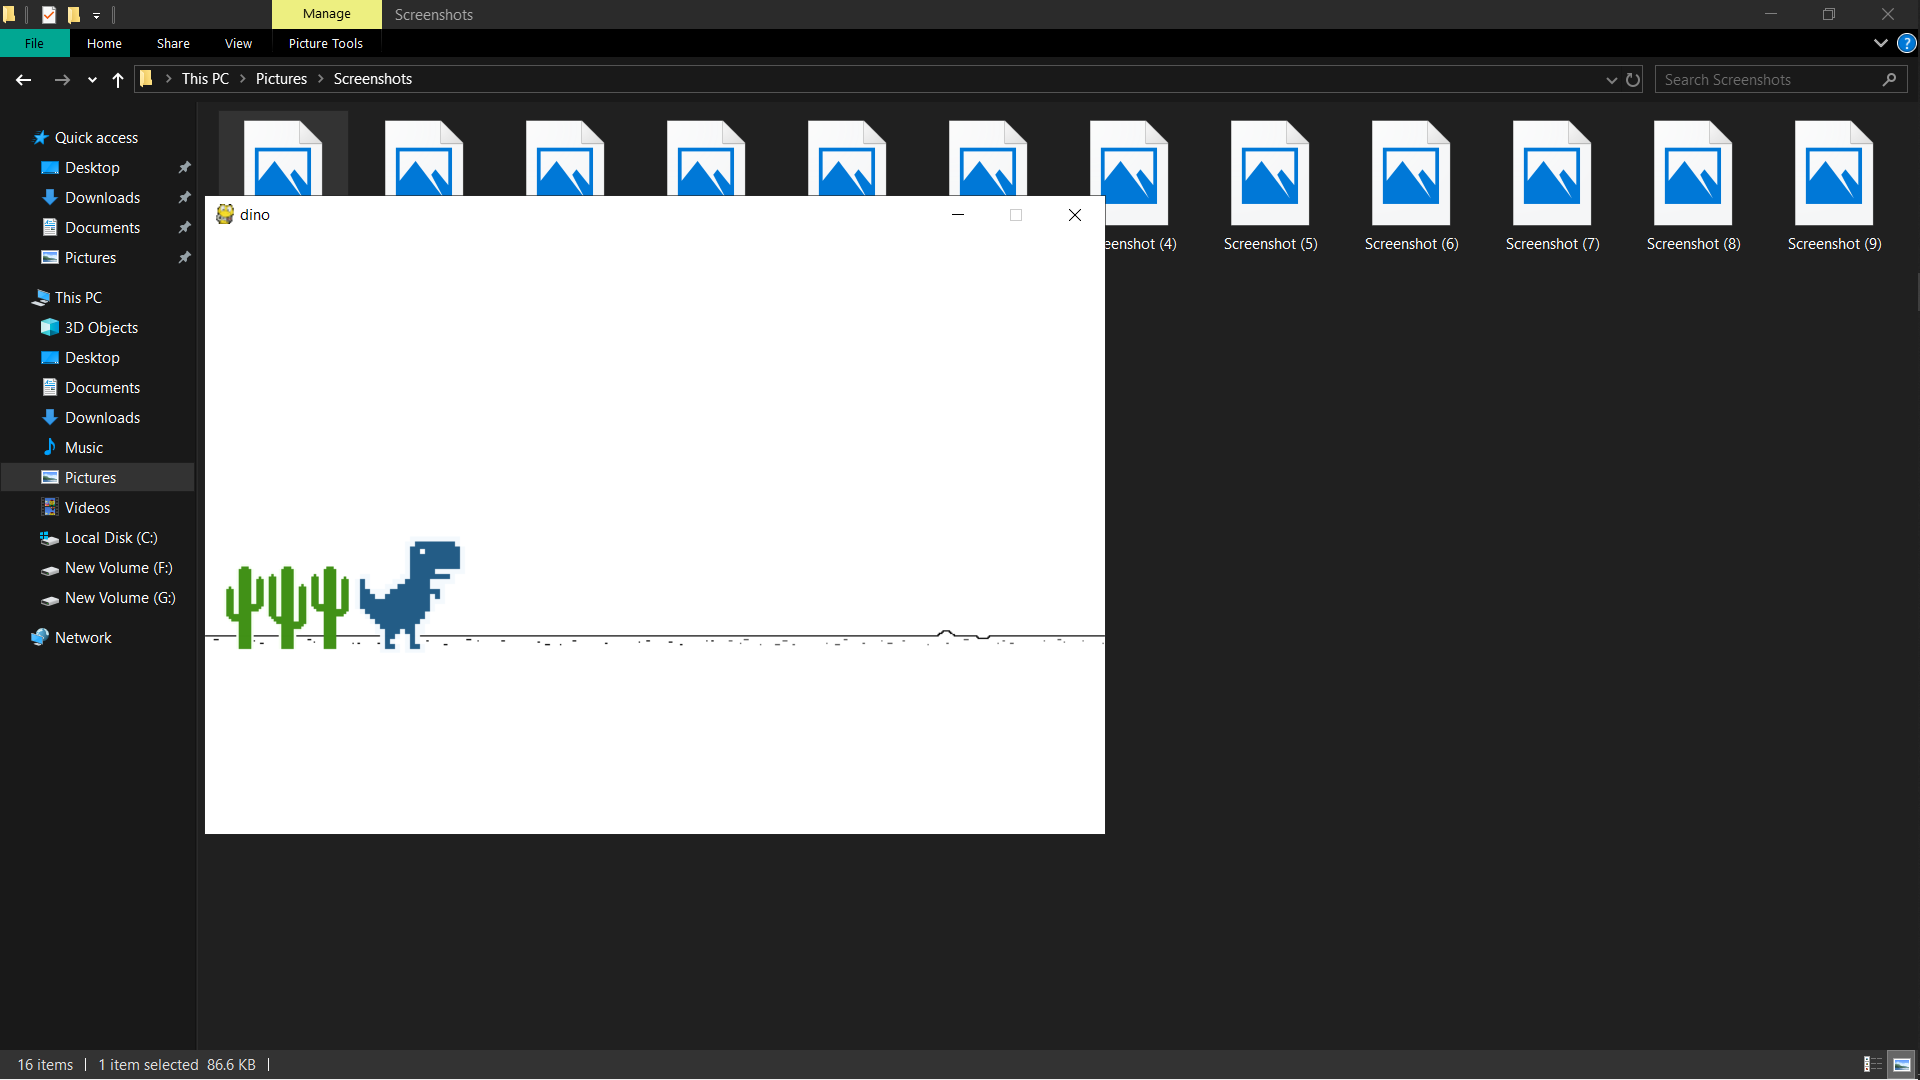 Manage
Screenshots
File
Home
Share
View
Picture Tools
This PC
Pictures
Screenshots
Search Screenshots
Quick access
Desktop
Downloads
Documents
Pictures
This PC
3D Objects
Desktop
Documents
Downloads
Music
Pictures
Videos
Local Disk (C:)
New Volume (F:)
New Volume (G:)
Network
dino
eenshot (4)
Screenshot (5)
Screenshot (6)
Screenshot (7)
Screenshot (8)
Screenshot (9)
16 items
1 item selected 86.6 KB